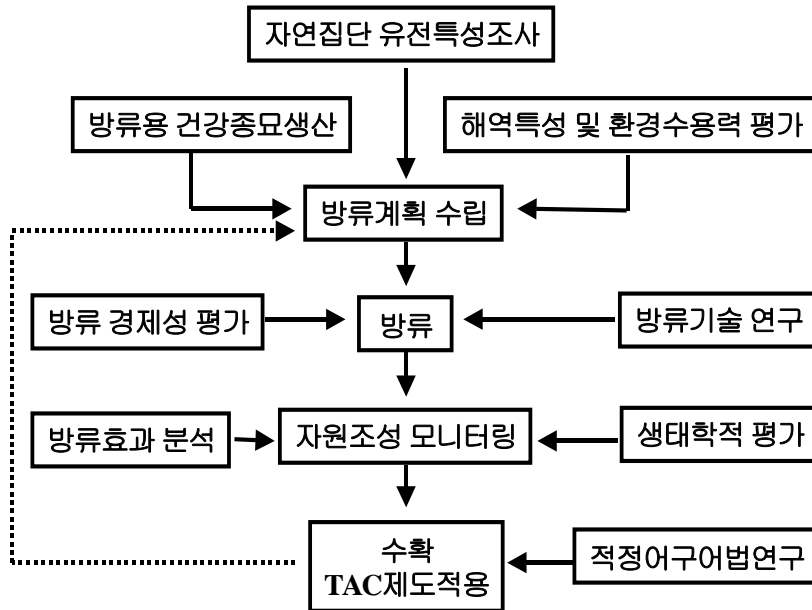 자연집단 유전특성조사
방류용 건강종묘생산
해역특성 및 환경수용력 평가
방류계획 수립
방류 경제성 평가
방류
방류기술 연구
방류효과 분석
자원조성 모니터링
생태학적 평가
수확
TAC제도적용
적정어구어법연구